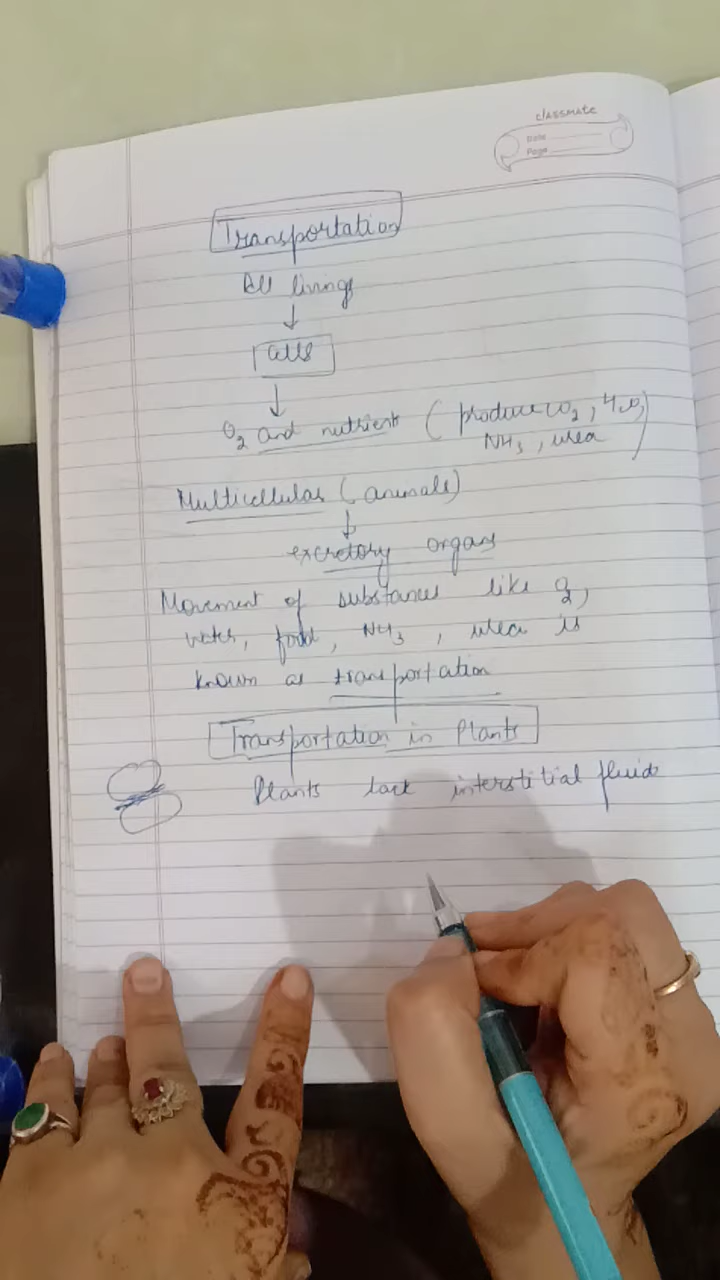 classmate
Date
Page
Transportation
All livings
↓
cells
↓
O2 and nutrients (produce CO2, H2O,
NH3, urea)
Multicellular (animals)
↓
excretory organs
Movement of substances like O2,
water, food, NH3, urea is
known as transportation
Transportation in Plants
Plants lack interstitial fluids